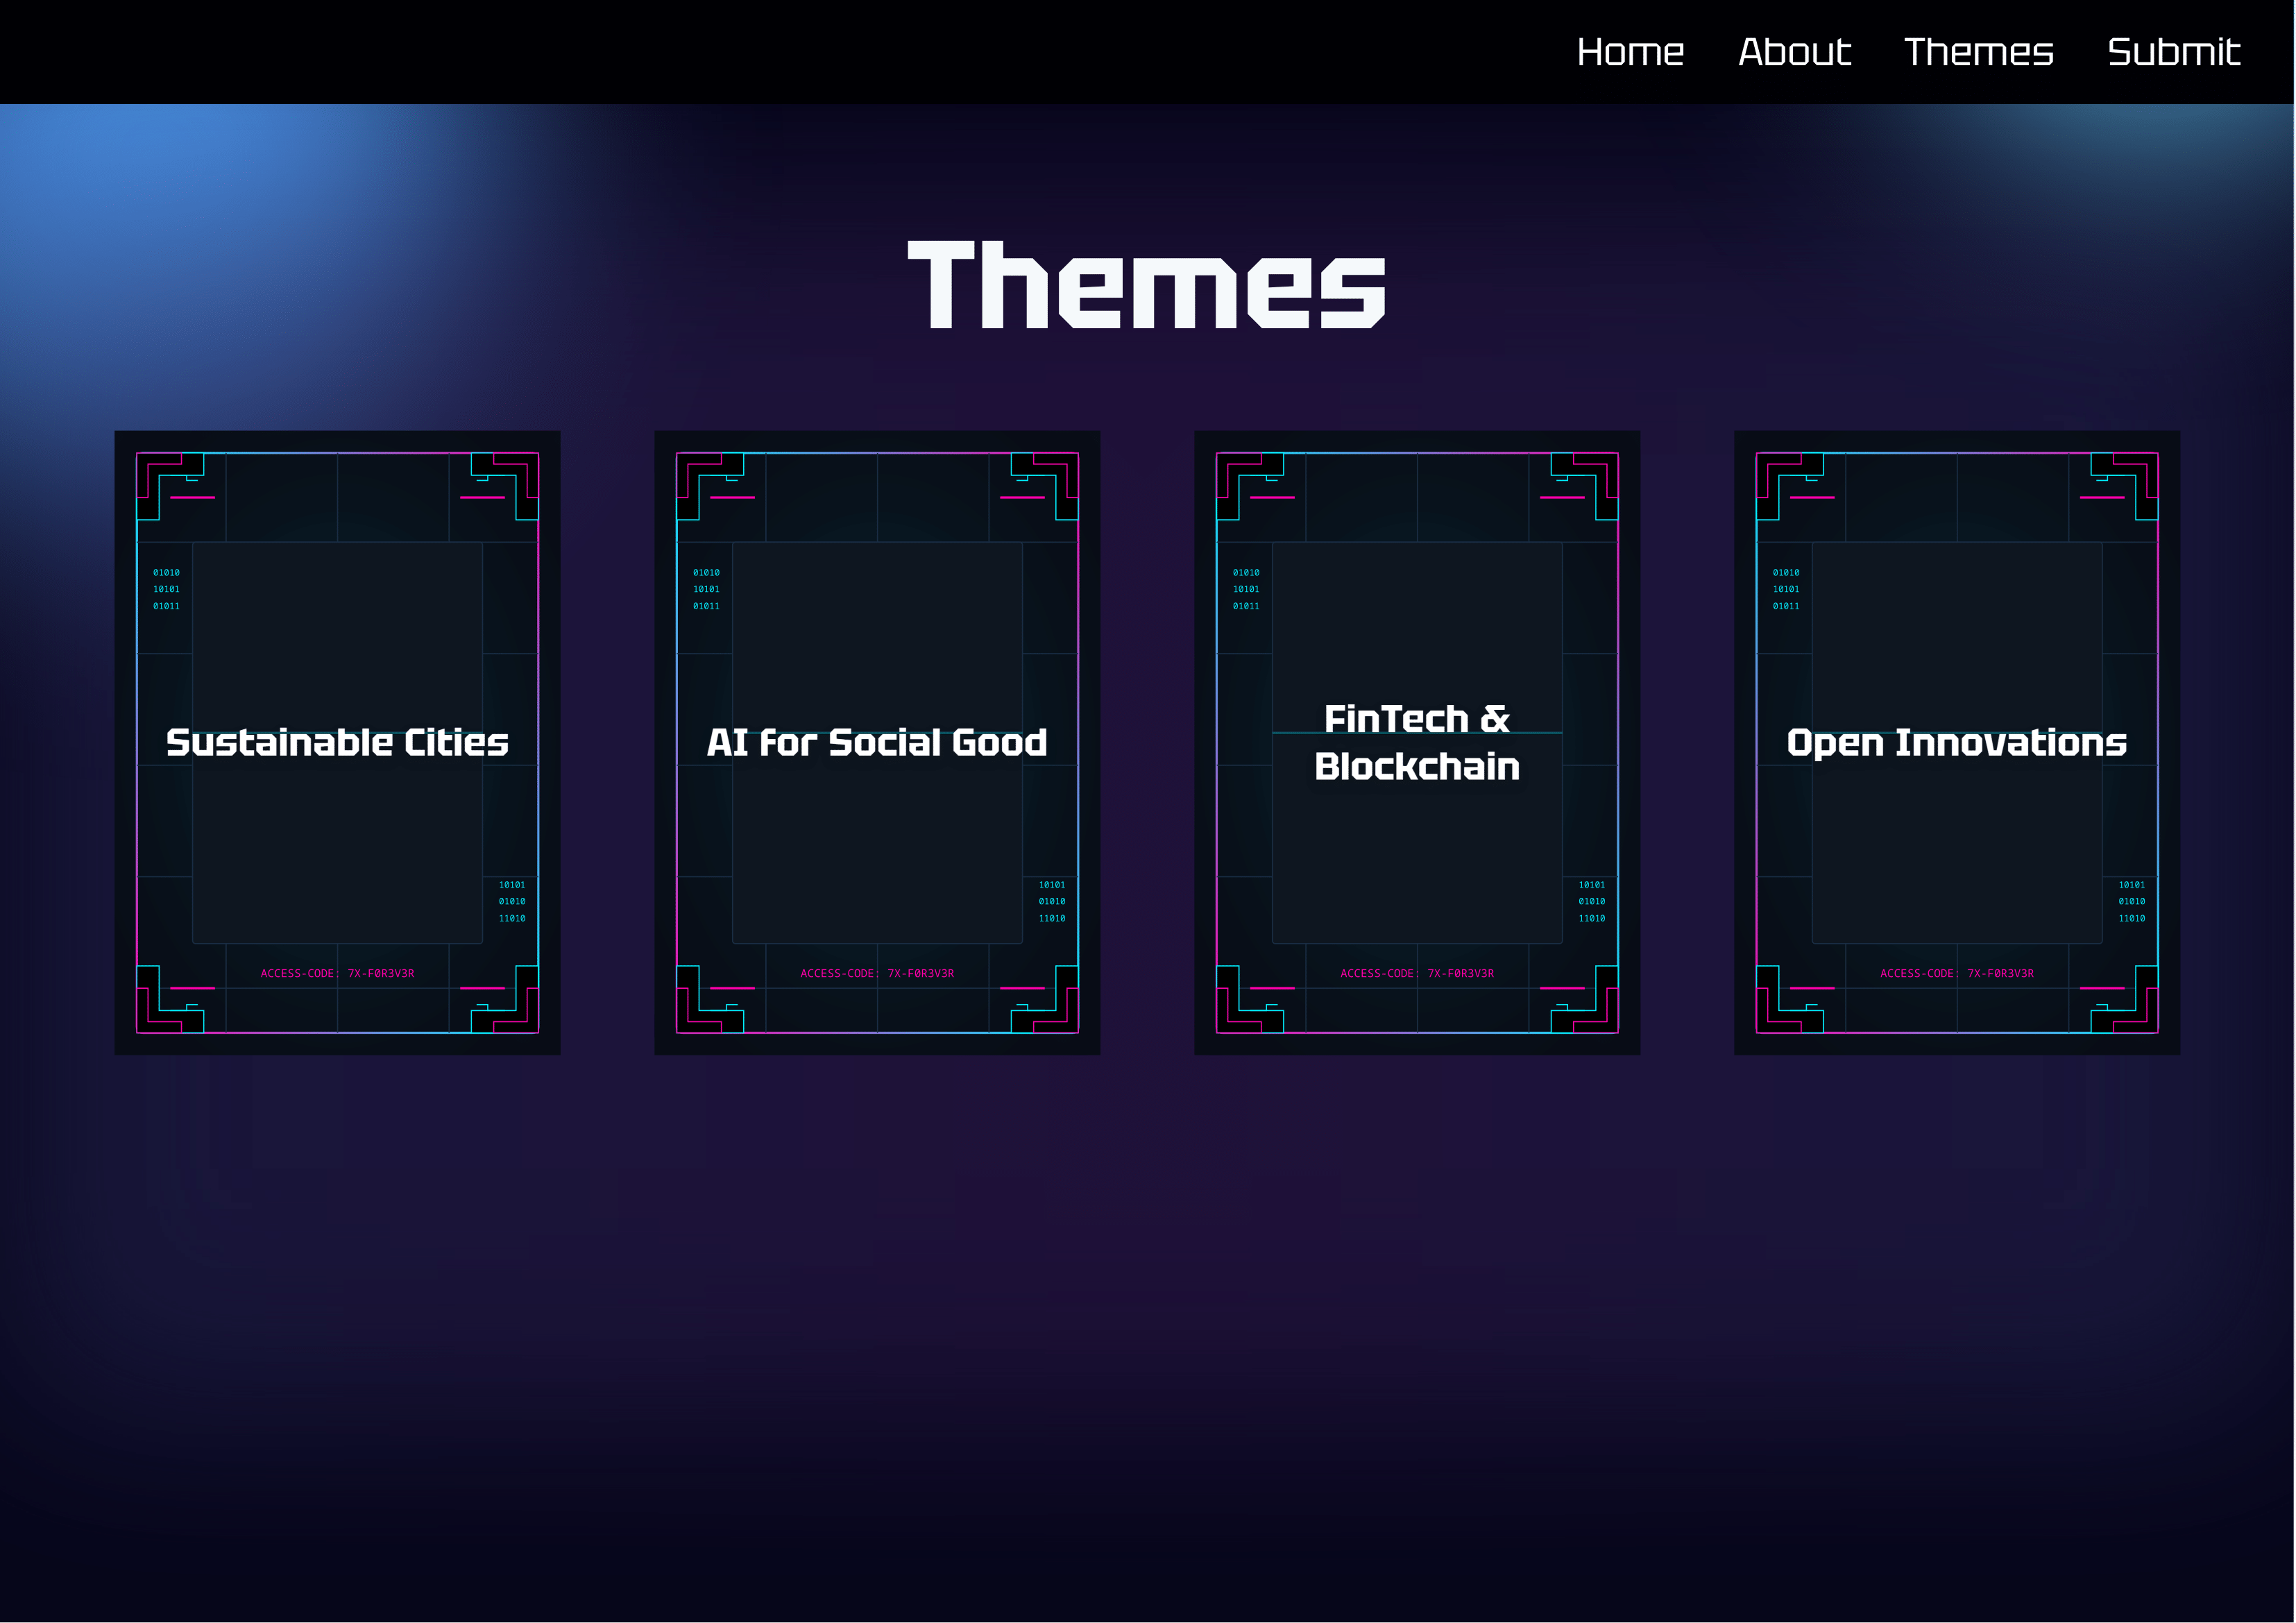 Home About Themes Submit
Themes
01010
10101
01011
Sustainable Cities
10101
01010
11010
ACCESS-CODE: 7X-F0R3V3R
01010
10101
01011
AI for Social Good
10101
01010
11010
ACCESS-CODE: 7X-F0R3V3R
01010
10101
01011
FinTech &
Blockchain
10101
01010
11010
ACCESS-CODE: 7X-F0R3V3R
01010
10101
01011
Open Innovations
10101
01010
11010
ACCESS-CODE: 7X-F0R3V3R